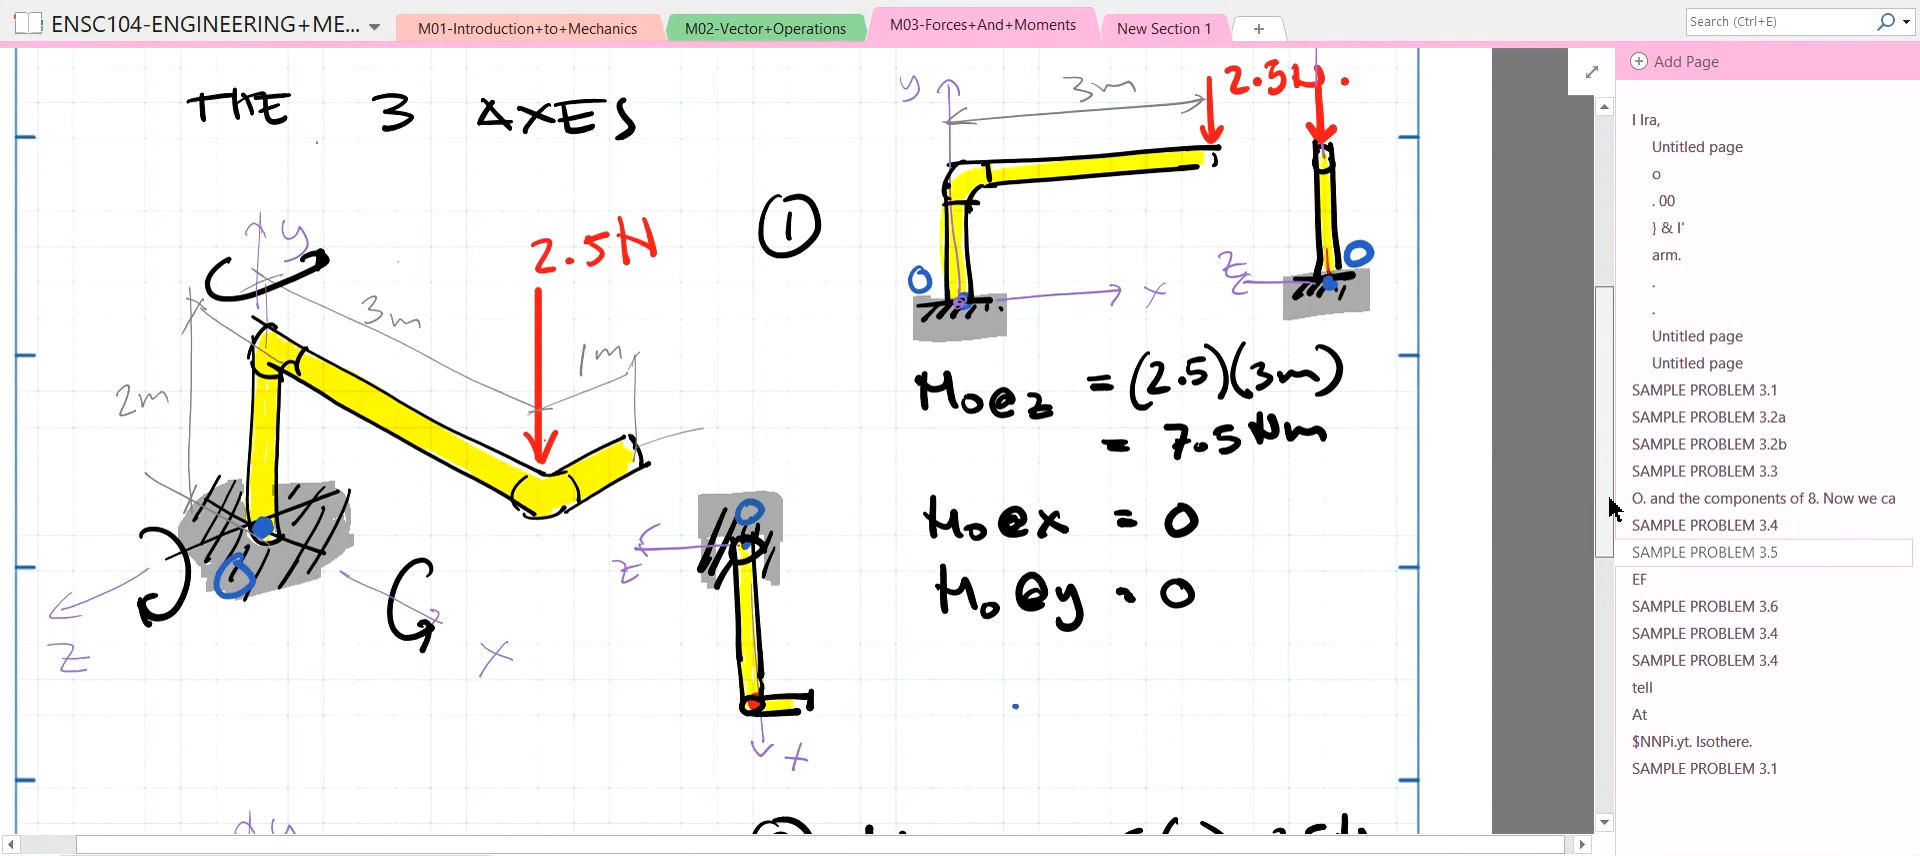 ENSC104-ENGINEERING+ME...
M01-Introduction+to+Mechanics
M02-Vector+Operations
M03-Forces+And+Moments
New Section 1
+
Search (Ctrl+E)
THE 3 AXES
y
2.5N
3m
1m
2m
O
z
x
1
y
3m
2.5N.
O
x
z
O
Mo@z = (2.5)(3m)
= 7.5Nm
Mo@x = 0
Mo@y = 0
O
z
x
Add Page
I Ira,
Untitled page
o
. 00
} & I'
arm.
.
.
Untitled page
Untitled page
SAMPLE PROBLEM 3.1
SAMPLE PROBLEM 3.2a
SAMPLE PROBLEM 3.2b
SAMPLE PROBLEM 3.3
O. and the components of 8. Now we ca
SAMPLE PROBLEM 3.4
SAMPLE PROBLEM 3.5
EF
SAMPLE PROBLEM 3.6
SAMPLE PROBLEM 3.4
SAMPLE PROBLEM 3.4
tell
At
$NNPi.yt. Isothere.
SAMPLE PROBLEM 3.1